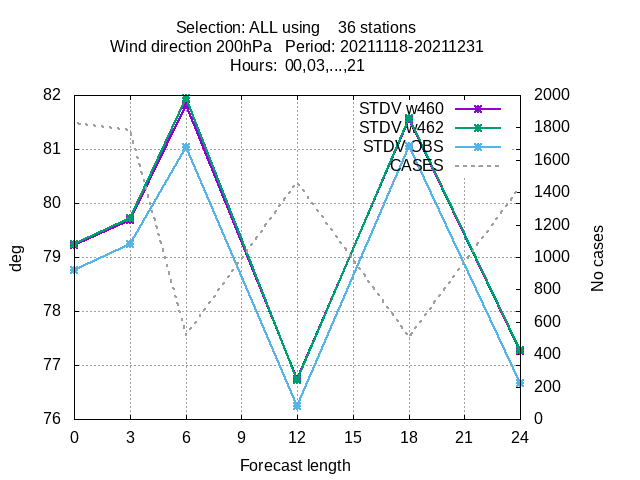 Selection: ALL using    36 stations
Wind direction 200hPa   Period: 20211118-20211231
Hours:  00,03,...,21
STDV w460
STDV w462
STDV OBS
CASES
82
81
80
79
78
77
76
2000
1800
1600
1400
1200
1000
800
600
400
200
0
deg
No cases
0 3 6 9 12 15 18 21 24
Forecast length